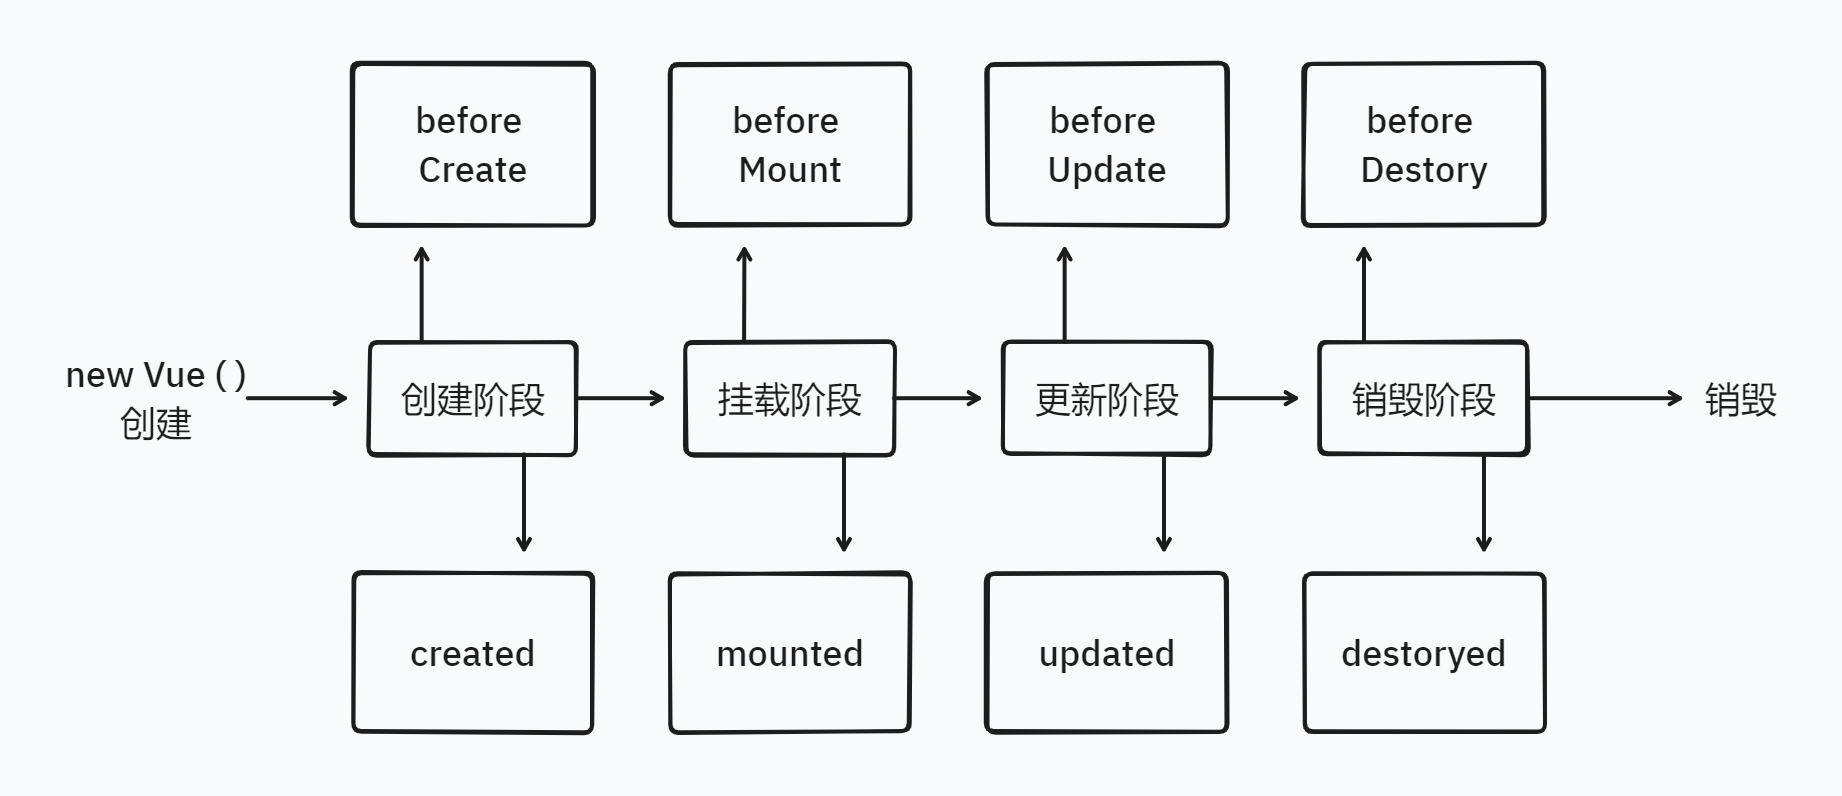 before
Create
before
Mount
before
Update
before
Destory
new Vue ( )
创建
创建阶段
挂载阶段
更新阶段
销毁阶段
销毁
created
mounted
updated
destoryed